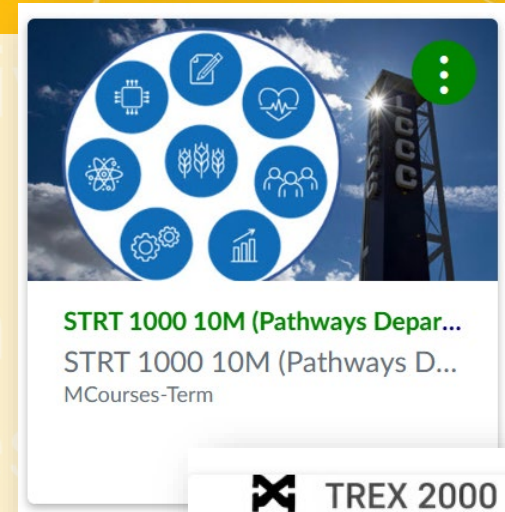 LCCC
STRT 1000 10M (Pathways Depar...
STRT 1000 10M (Pathways D...
MCourses-Term
TREX 2000